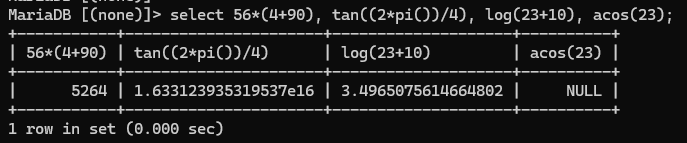 MariaDB [(none)]> select 56*(4+90), tan((2*pi())/4), log(23+10), acos(23);
+-----------+----------------------+--------------------+----------+
| 56*(4+90) | tan((2*pi())/4)      | log(23+10)         | acos(23) |
+-----------+----------------------+--------------------+----------+
|      5264 | 1.633123935319537e16 | 3.4965075614664802 |     NULL |
+-----------+----------------------+--------------------+----------+
1 row in set (0.000 sec)